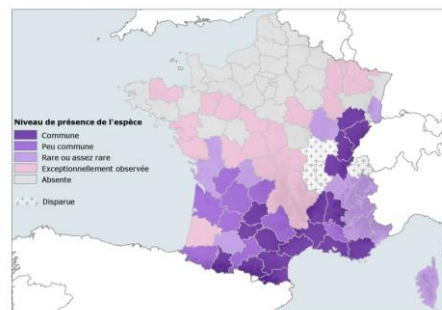 Niveau de présence de l'espèce
Commune
Peu commune
Rare ou assez rare
Exceptionnellement observée
Absente
Disparue